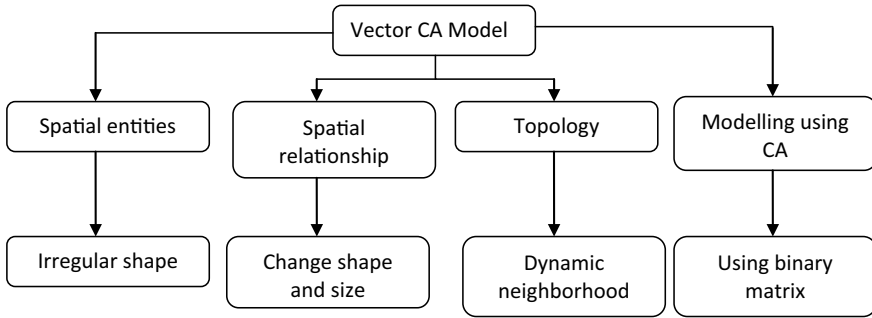 Vector CA Model
Spatial entities
Spatial
relationship
Topology
Modelling using
CA
Irregular shape
Change shape
and size
Dynamic
neighborhood
Using binary
matrix